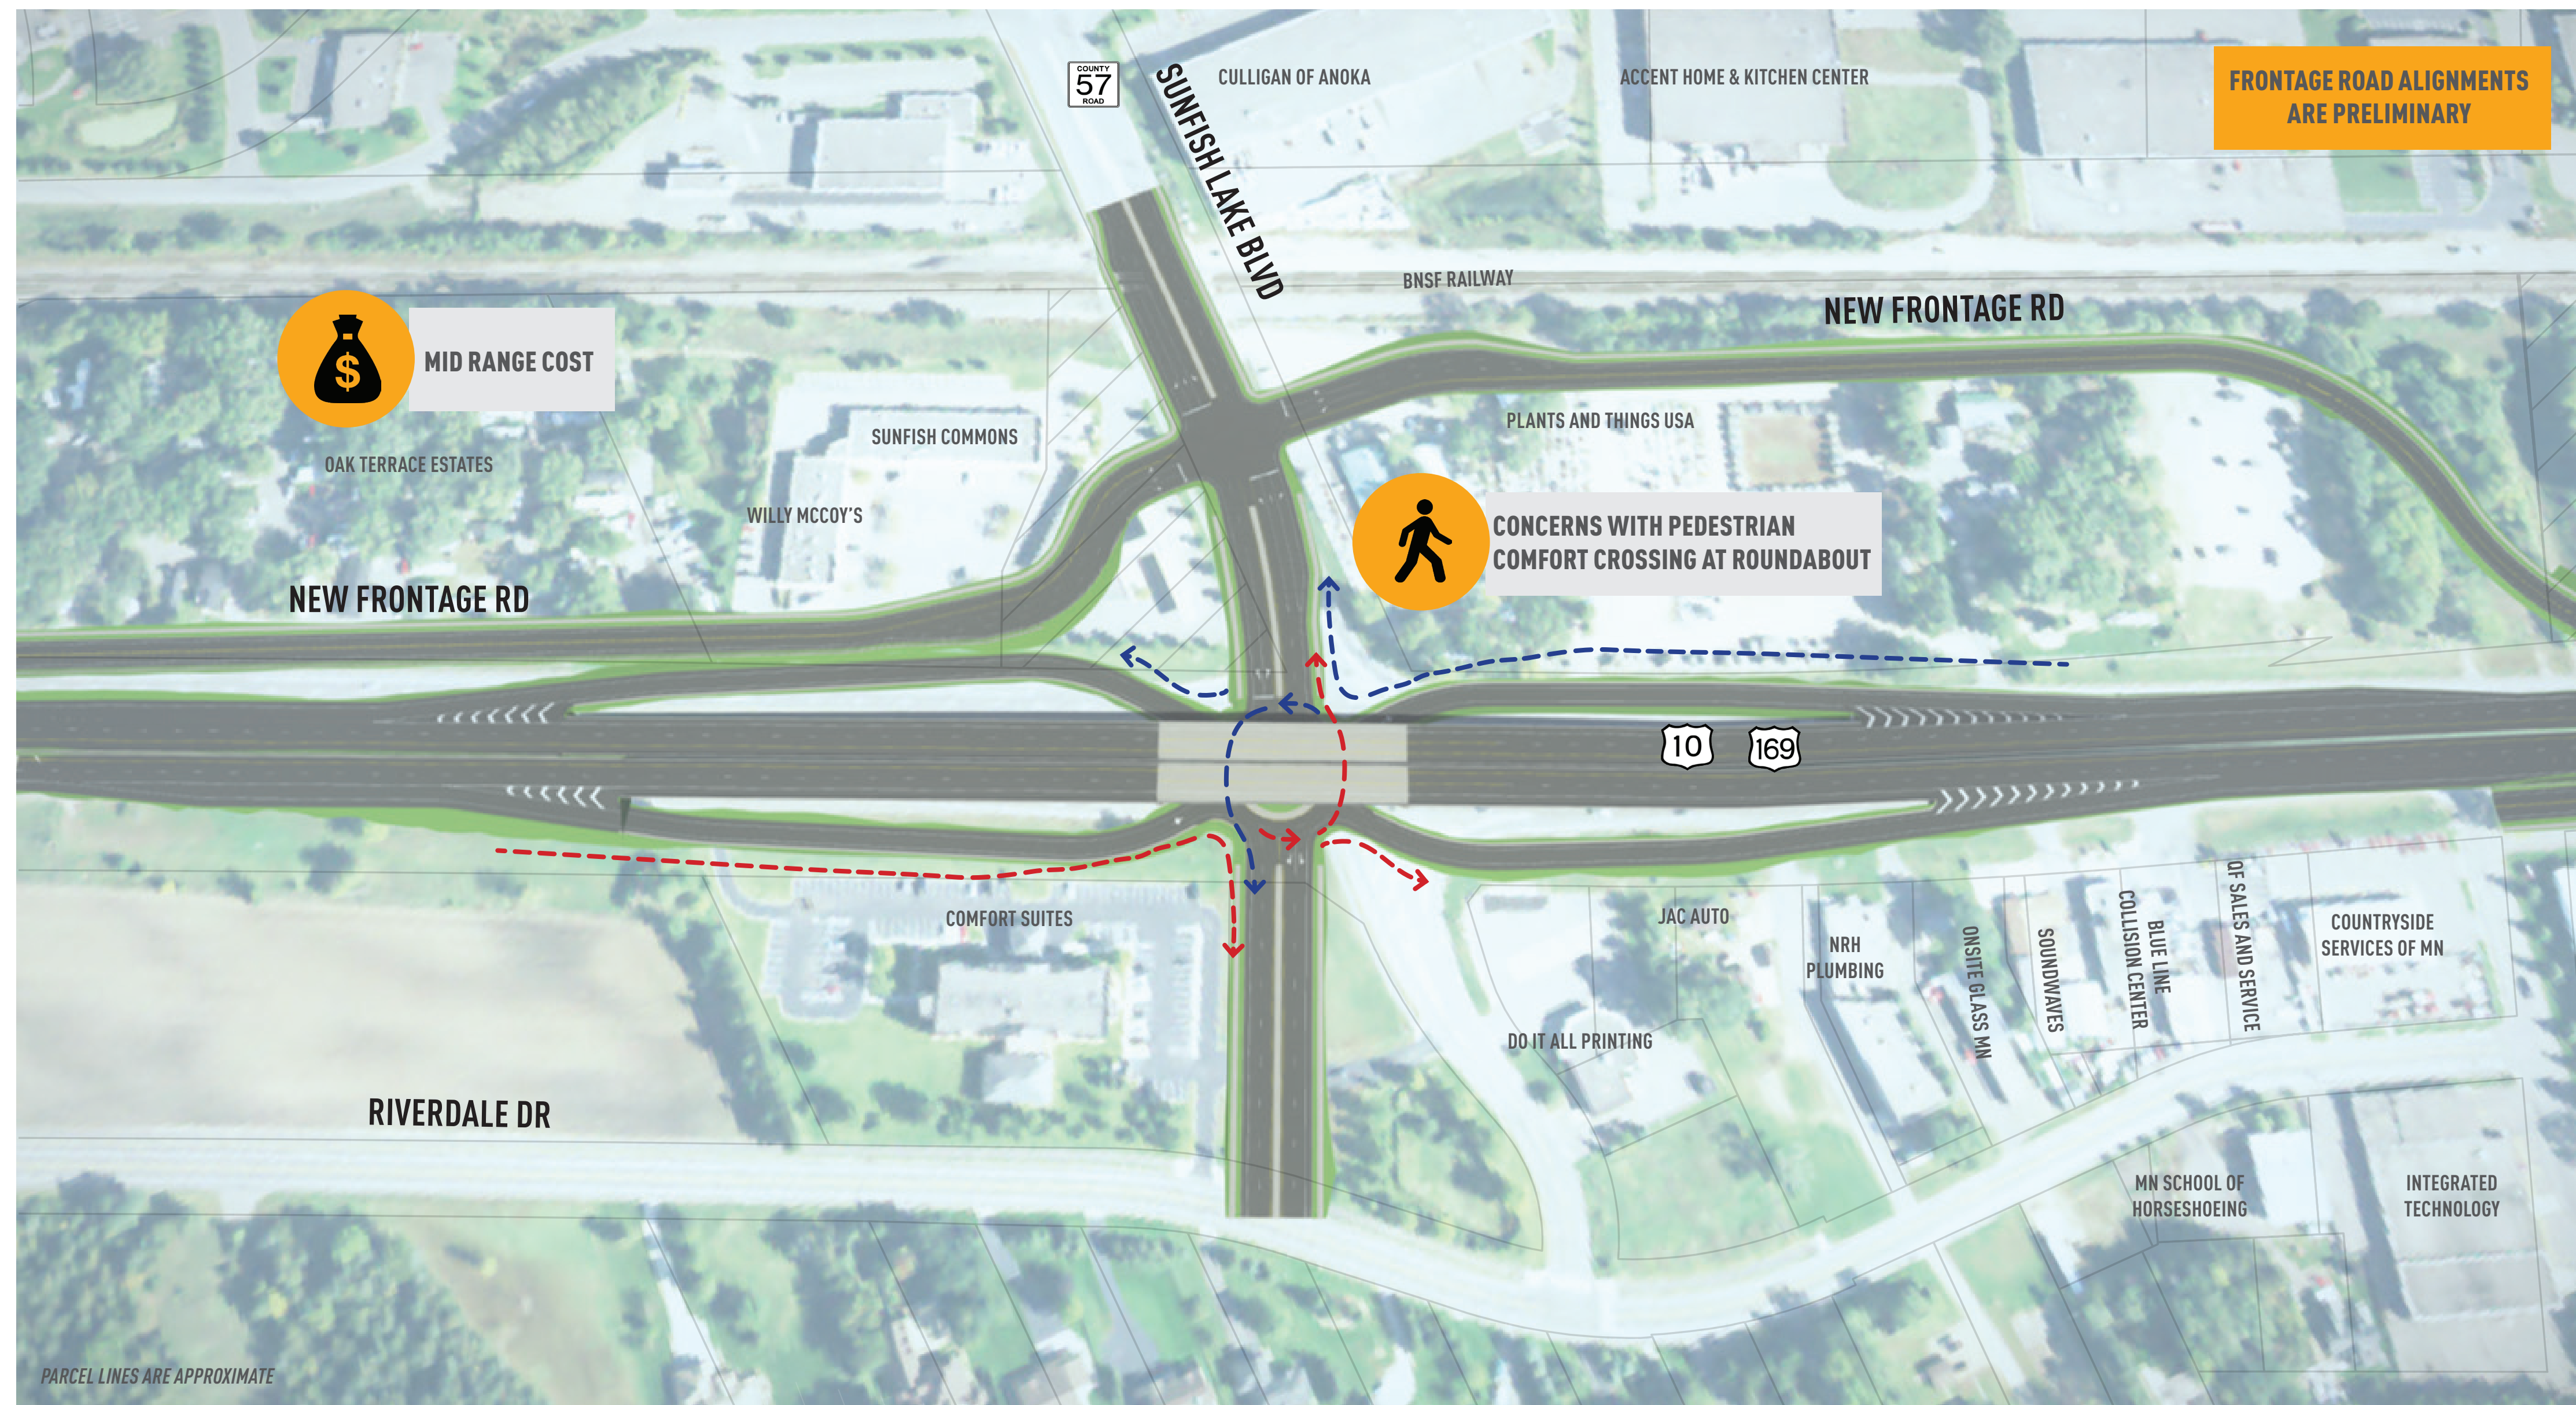 COUNTY
57
ROAD
SUNFISH LAKE BLVD
CULLIGAN OF ANOKA
ACCENT HOME & KITCHEN CENTER
FRONTAGE ROAD ALIGNMENTS
ARE PRELIMINARY
BNSF RAILWAY
NEW FRONTAGE RD
$
MID RANGE COST
OAK TERRACE ESTATES
SUNFISH COMMONS
WILLY MCCOY'S
PLANTS AND THINGS USA
CONCERNS WITH PEDESTRIAN
COMFORT CROSSING AT ROUNDABOUT
NEW FRONTAGE RD
10
169
COMFORT SUITES
JAC AUTO
NRH
PLUMBING
ONSITE GLASS MN
SOUNDWAVES
BLUE LINE
COLLISION CENTER
QF SALES AND SERVICE
COUNTRYSIDE
SERVICES OF MN
DO IT ALL PRINTING
RIVERDALE DR
MN SCHOOL OF
HORSESHOEING
INTEGRATED
TECHNOLOGY
PARCEL LINES ARE APPROXIMATE